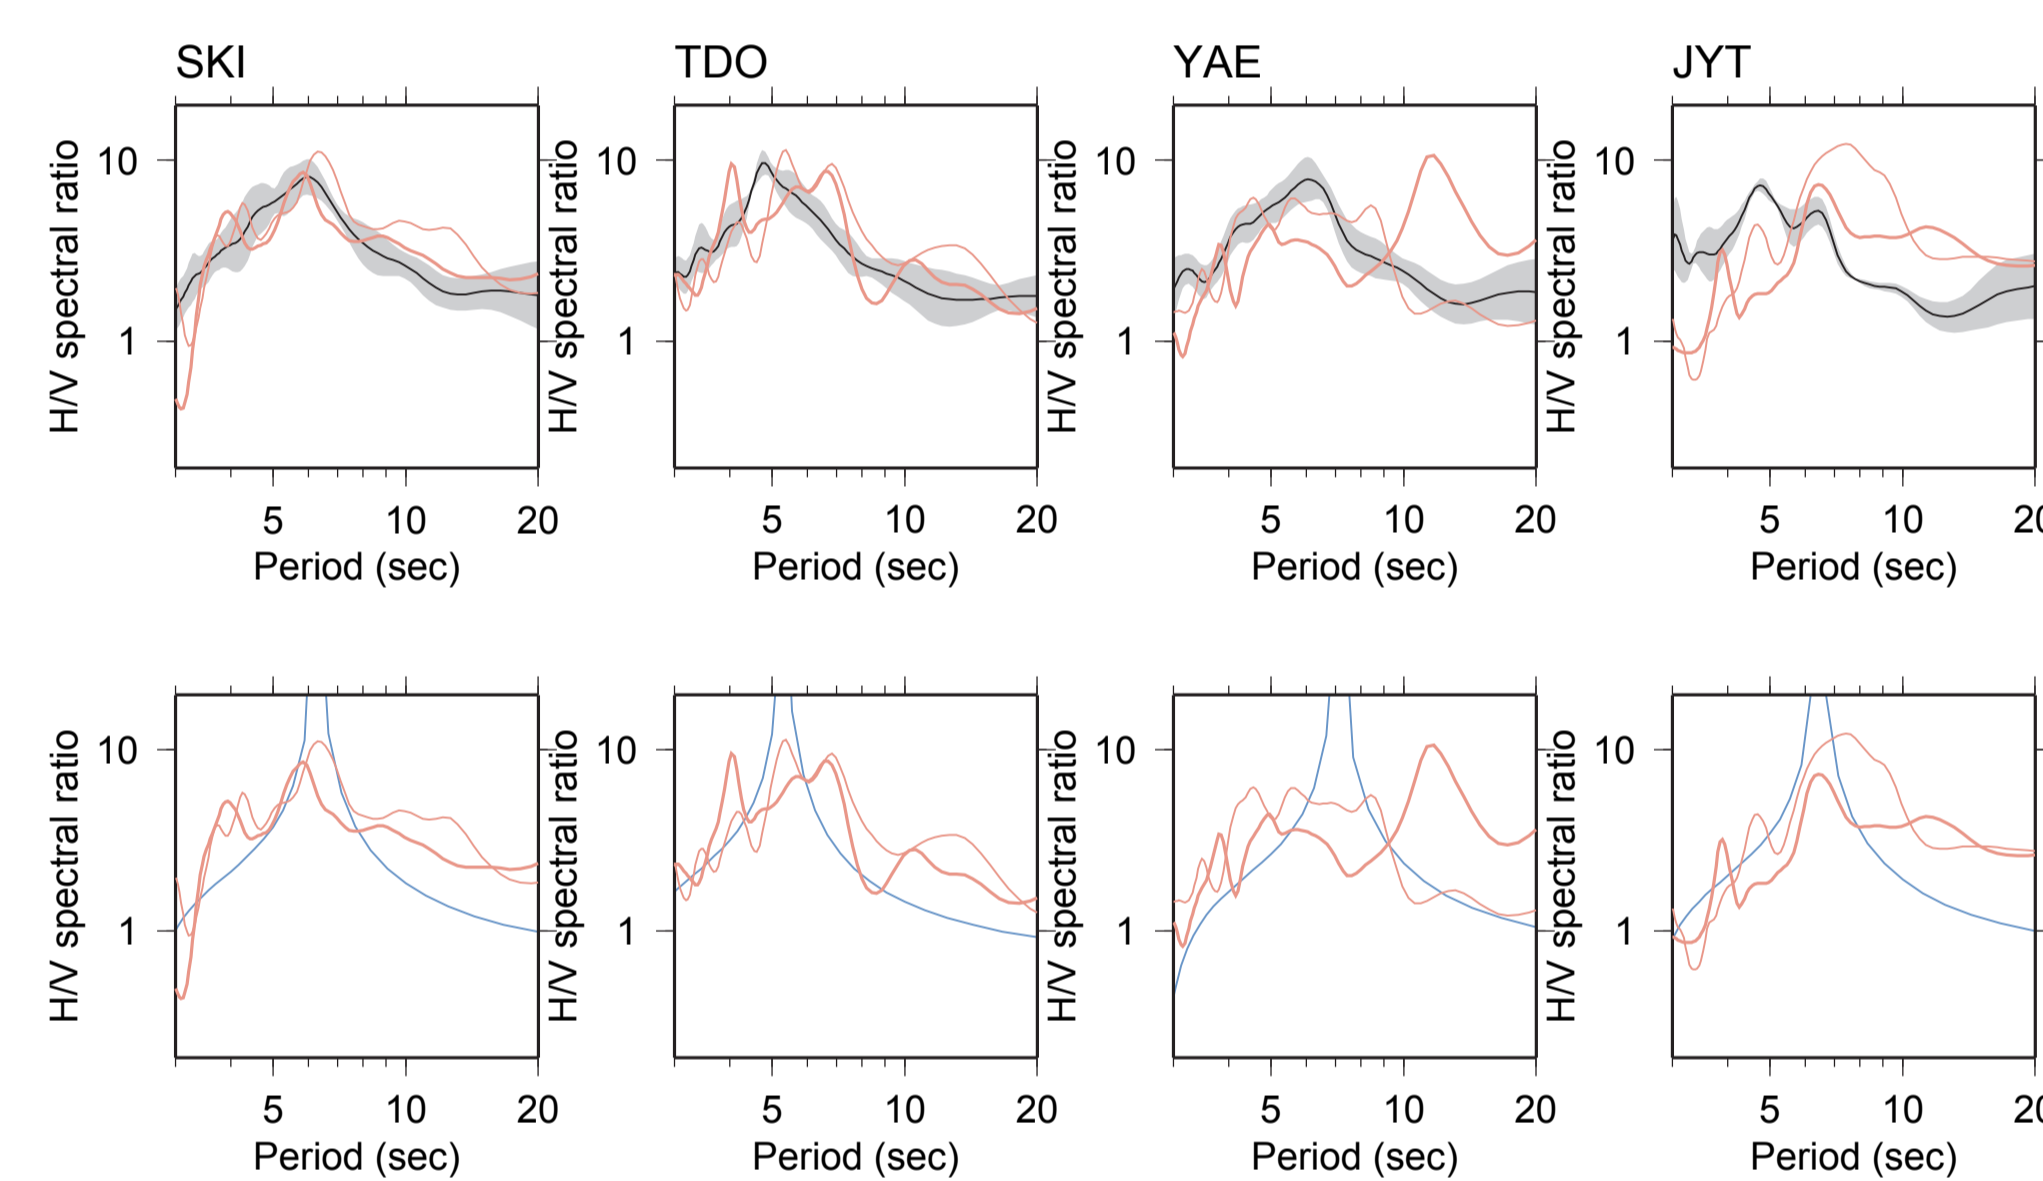 SKI TDO YAE JYT
H/V spectral ratio H/V spectral ratio H/V spectral ratio H/V spectral ratio
10 10 10 10
1 1 1 1
5 10 20 5 10 20 5 10 20 5 10
Period (sec) Period (sec) Period (sec) Period (sec)
H/V spectral ratio H/V spectral ratio H/V spectral ratio H/V spectral ratio
10 10 10 10
1 1 1 1
5 10 20 5 10 20 5 10 20 5 10
Period (sec) Period (sec) Period (sec) Period (sec)